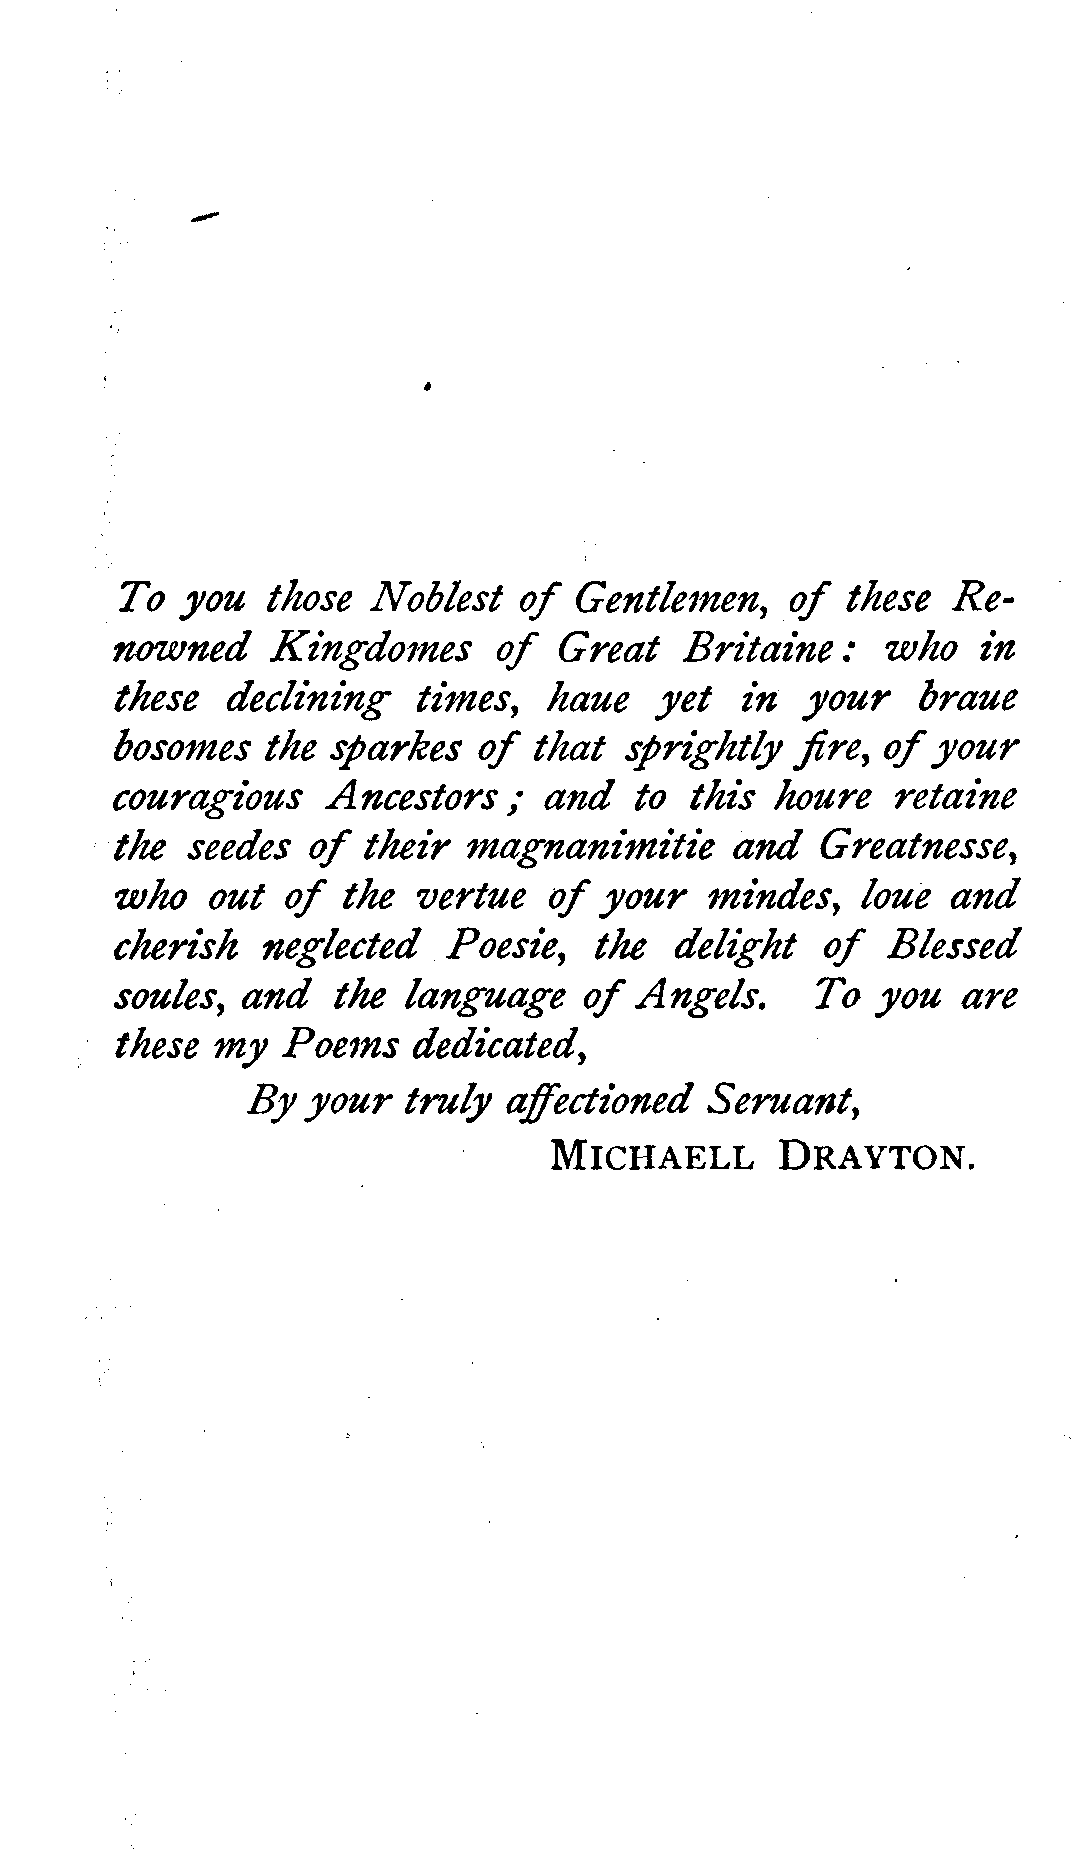 To you those Noblest of Gentlemen, of these Re-
nowned Kingdomes of Great Britaine : who in
these declining times, haue yet in your braue
bosomes the sparkes of that sprightly fire, of your
couragious Ancestors ; and to this houre retaine
the seedes of their magnanimitie and Greatnesse,
who out of the vertue of your mindes, loue and
cherish neglected Poesie, the delight of Blessed
soules, and the language of Angels. To you are
these my Poems dedicated,
By your truly affectioned Seruant,
MICHAELL DRAYTON.